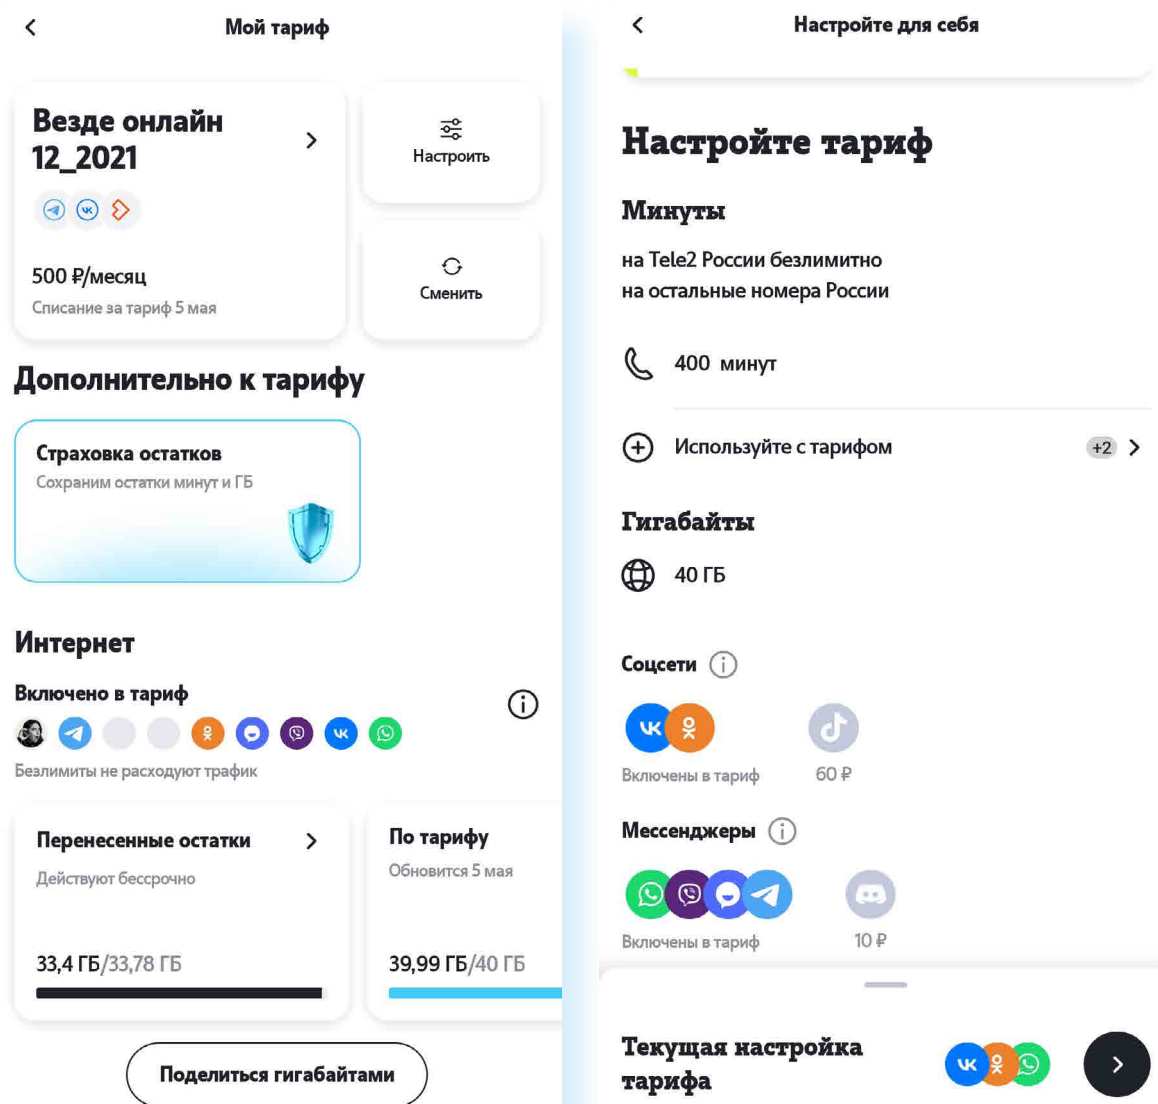 Мой тариф
Везде онлайн
12_2021
500 ₽/месяц
Списание за тариф 5 мая
Настроить
Сменить
Дополнительно к тарифу
Страховка остатков
Сохраним остатки минут и ГБ
Интернет
Включено в тариф
Безлимиты не расходуют трафик
Перенесенные остатки
Действуют бессрочно
33,4 ГБ/33,78 ГБ
По тарифу
Обновится 5 мая
39,99 ГБ/40 ГБ
Поделиться гигабайтами
Настройте для себя
Настройте тариф
Минуты
на Tele2 России безлимитно
на остальные номера России
400 минут
Используйте с тарифом
+2
Гигабайты
40 ГБ
Соцсети
Включены в тариф
60 ₽
Мессенджеры
Включены в тариф
10 ₽
Текущая настройка
тарифа